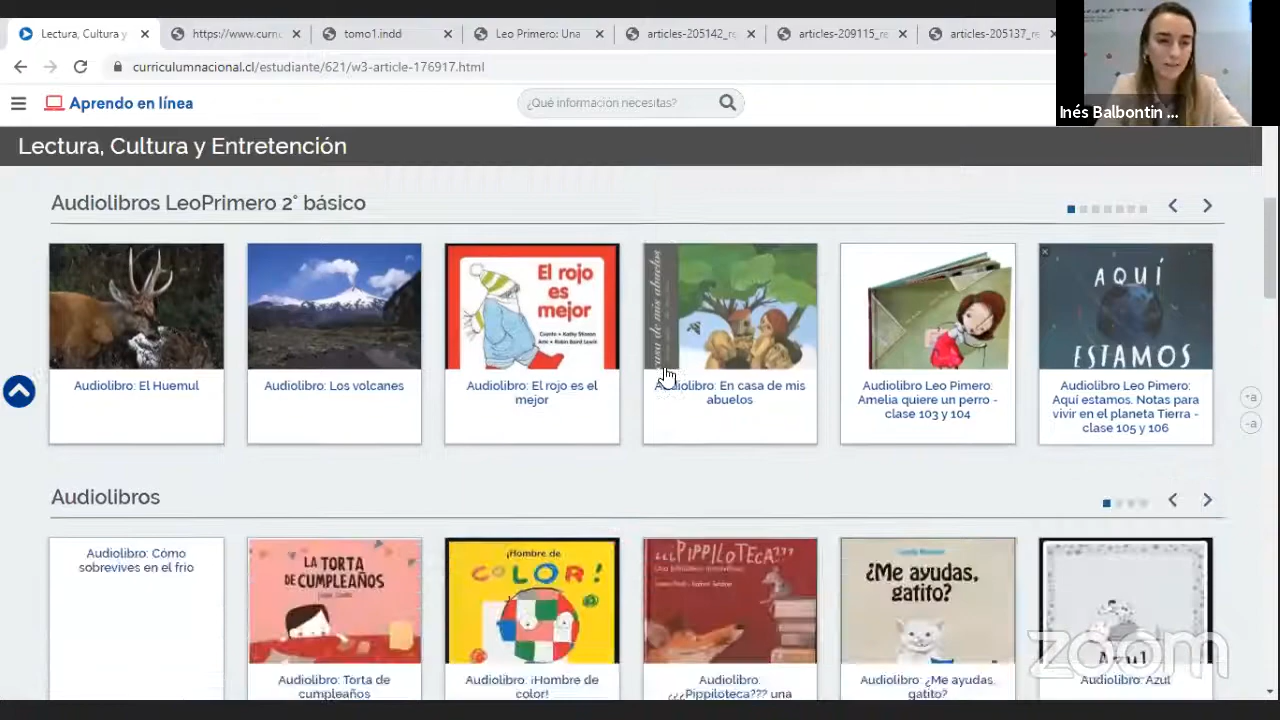 Lectura, Cultura y
https://www.curric
tomo1.indd
Leo Primero: Una
articles-205142_re
articles-209115_re
articles-205137_re
curriculumnacional.cl/estudiante/621/w3-article-176917.html
Inés Balbontin ...
Aprendo en línea
¿Qué información necesitas?
Lectura, Cultura y Entretención
Audiolibros LeoPrimero 2° básico
El rojo
es
mejor
casa de mis abuelos
AQUÍ
ESTAMOS
Audiolibro: El Huemul
Audiolibro: Los volcanes
Audiolibro: El rojo es el
mejor
Audiolibro: En casa de mis
abuelos
Audiolibro Leo Pimero:
Amelia quiere un perro -
clase 103 y 104
Audiolibro Leo Pimero:
Aquí estamos. Notas para
vivir en el planeta Tierra -
clase 105 y 106
+a
-a
Audiolibros
Audiolibro: Cómo
sobrevives en el frío
LA TORTA
DE CUMPLEAÑOS
¡Hombre de
COLOR!
¿¿¿PIPPILOTECA???
¿Me ayudas,
gatito?
Azul
Audiolibro: Torta de
cumpleaños
Audiolibro. ¡Hombre de
color!
Audiolibro.
¿¿¿Pippiloteca??? una
Audiolibro: ¿Me ayudas,
gatito?
Audiolibro: Azul
zoom